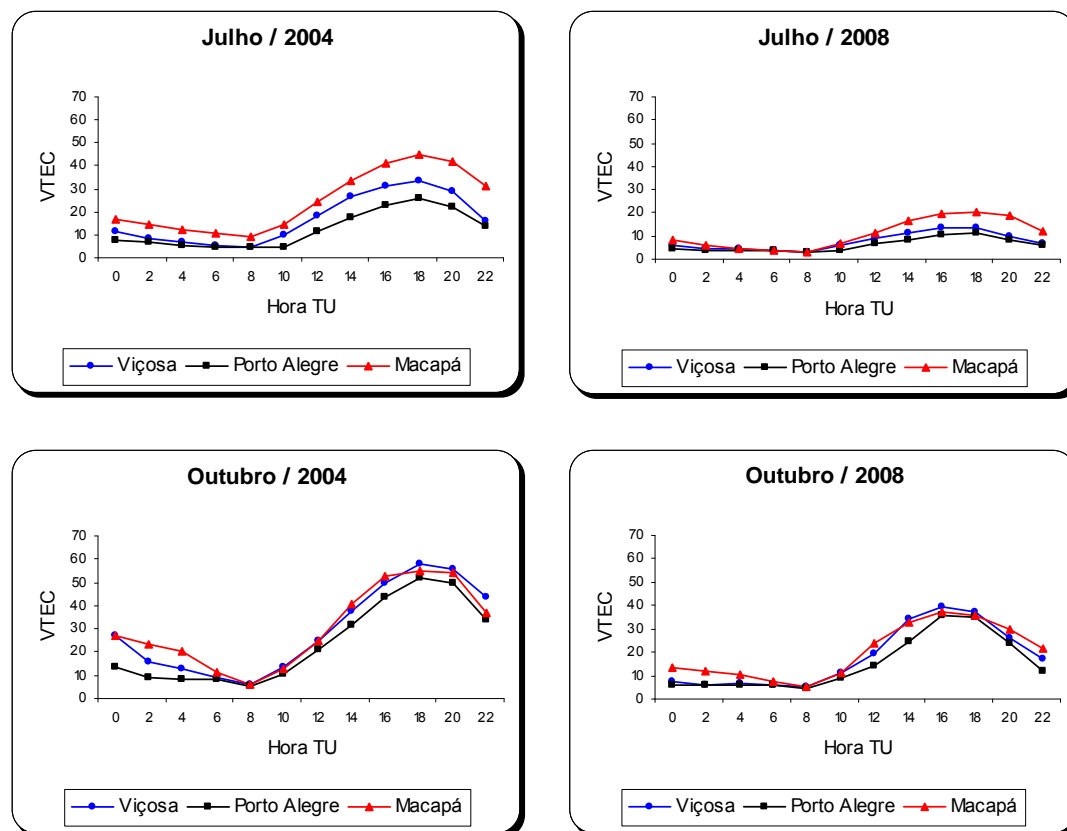 Julho / 2004
70
60
50
40
30
20
10
0
VTEC
0 2 4 6 8 10 12 14 16 18 20 22
Hora TU
Viçosa Porto Alegre Macapá
Julho / 2008
70
60
50
40
30
20
10
0
VTEC
0 2 4 6 8 10 12 14 16 18 20 22
Hora TU
Viçosa Porto Alegre Macapá
Outubro / 2004
70
60
50
40
30
20
10
0
VTEC
0 2 4 6 8 10 12 14 16 18 20 22
Hora TU
Viçosa Porto Alegre Macapá
Outubro / 2008
70
60
50
40
30
20
10
0
VTEC
0 2 4 6 8 10 12 14 16 18 20 22
Hora TU
Viçosa Porto Alegre Macapá